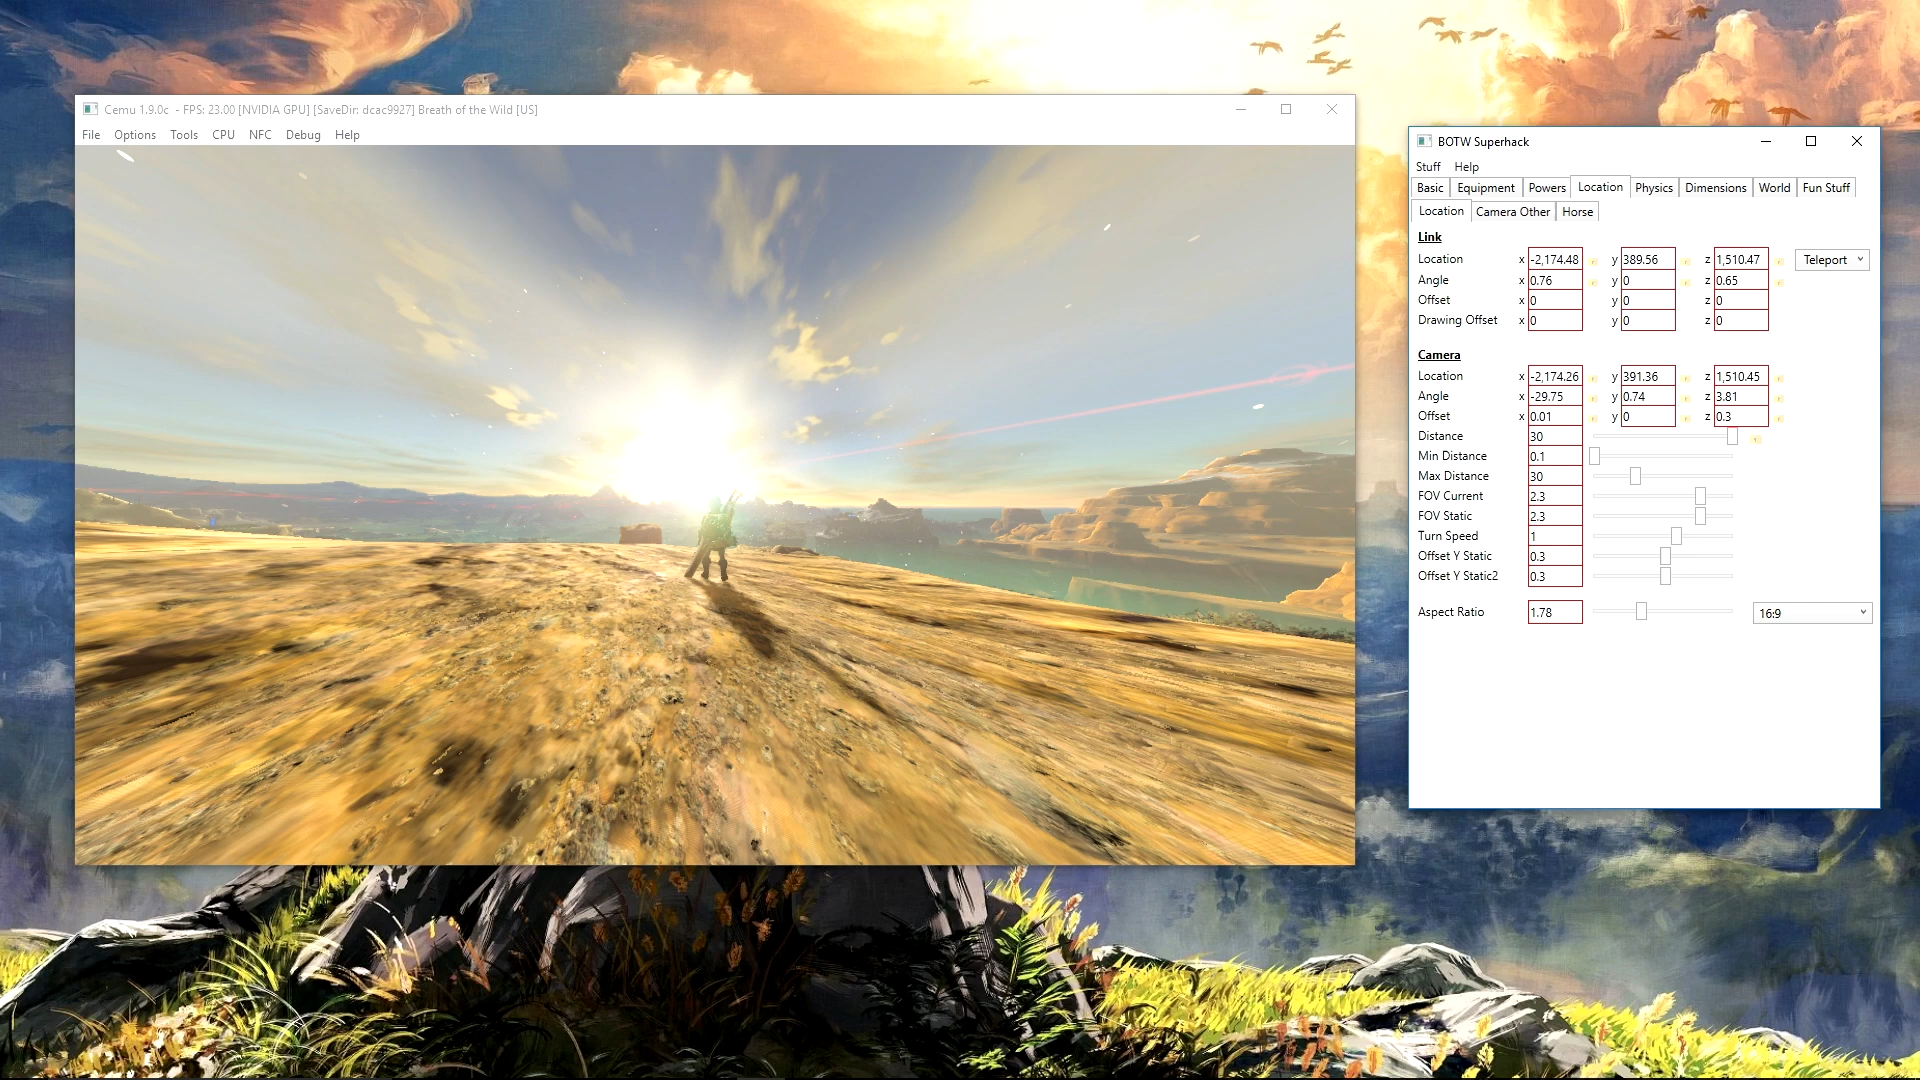 Cemu 1.9.0c - FPS: 23.00 [NVIDIA GPU] [SaveDir: dcac9927] Breath of the Wild [US]
File Options Tools CPU NFC Debug Help
BOTW Superhack
Stuff Help
Basic Equipment Powers Location Physics Dimensions World Fun Stuff
Location Camera Other Horse
Link
Location x -2,174.48 y 389.56 z 1,510.47 Teleport
Angle x 0.76 y 0 z 0.65
Offset x 0 y 0 z 0
Drawing Offset x 0 y 0 z 0
Camera
Location x -2,174.26 y 391.36 z 1,510.45
Angle x -29.75 y 0.74 z 3.81
Offset x 0.01 y 0 z 0.3
Distance 30
Min Distance 0.1
Max Distance 30
FOV Current 2.3
FOV Static 2.3
Turn Speed 1
Offset Y Static 0.3
Offset Y Static2 0.3
Aspect Ratio 1.78 16:9